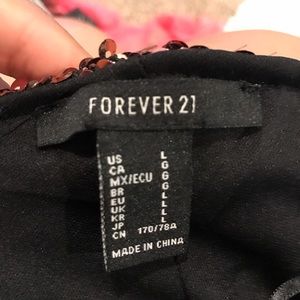 FOREVER 21
US L
CA G
MX/ECU G
BR G
EU L
UK L
KR L
JP L
CN 170/78A
MADE IN CHINA